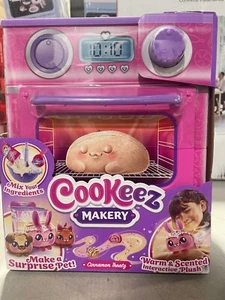 10:10
Mix Your
Ingredients
Cookeez
MAKERY
Make a
Surprise Pet!
Cinnamon Treatz
Warm & Scented
Interactive Plush